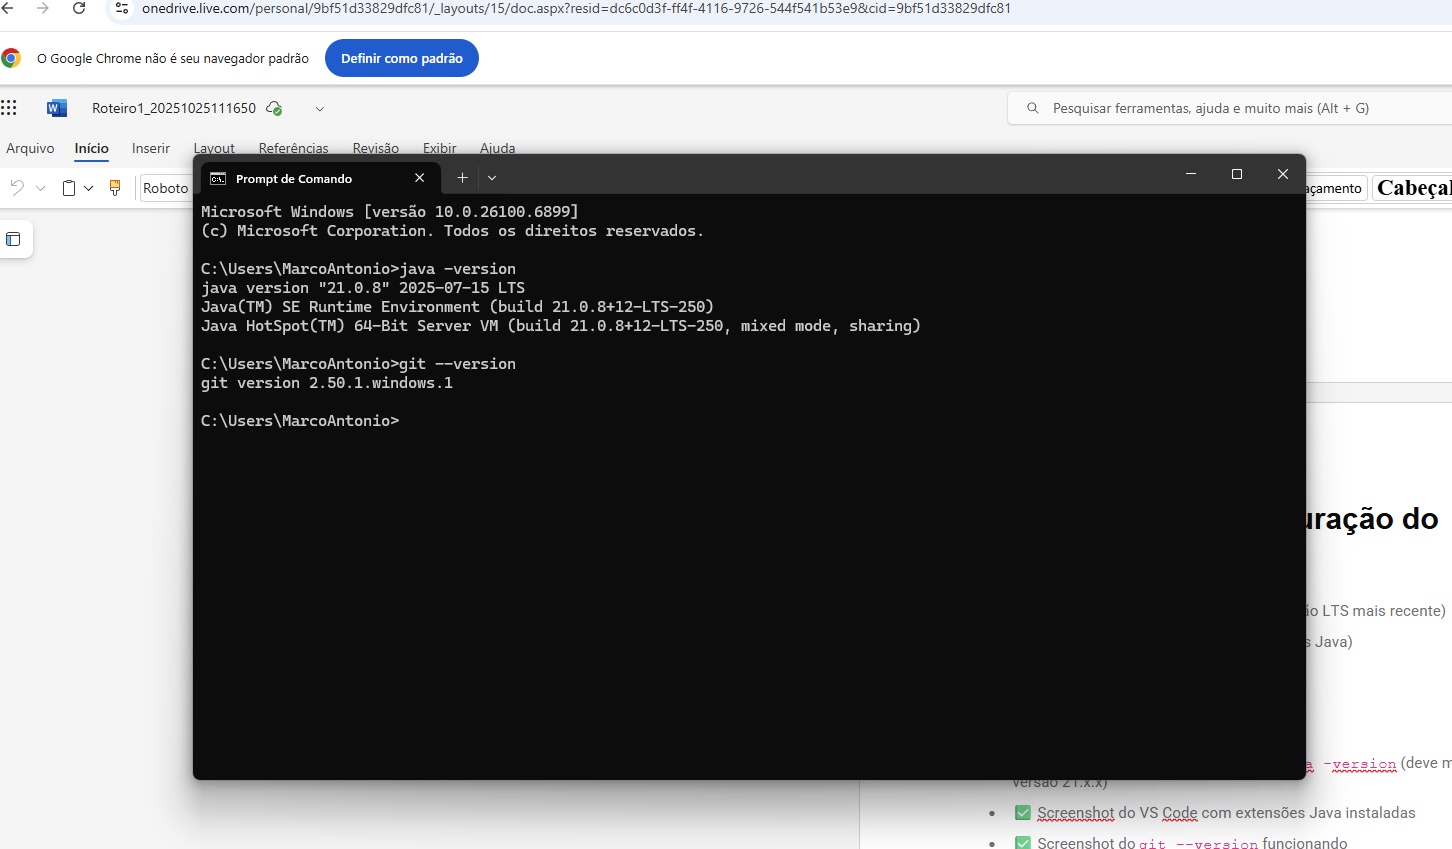 onedrive.live.com/personal/9bf51d33829dfc81/_layouts/15/doc.aspx?resid=dc6c0d3f-ff4f-4116-9726-544f541b53e9&cid=9bf51d33829dfc81
O Google Chrome não é seu navegador padrão Definir como padrão
Roteiro1_20251025111650
Pesquisar ferramentas, ajuda e muito mais (Alt + G)
Arquivo Início Inserir Layout Referências Revisão Exibir Ajuda
Roboto
Prompt de Comando
Microsoft Windows [versão 10.0.26100.6899]
(c) Microsoft Corporation. Todos os direitos reservados.
C:\Users\MarcoAntonio>java -version
java version "21.0.8" 2025-07-15 LTS
Java(TM) SE Runtime Environment (build 21.0.8+12-LTS-250)
Java HotSpot(TM) 64-Bit Server VM (build 21.0.8+12-LTS-250, mixed mode, sharing)
C:\Users\MarcoAntonio>git --version
git version 2.50.1.windows.1
C:\Users\MarcoAntonio>
do
LTS mais recente)
Java)
-version (deve
versão 21.x.x)
Screenshot do VS Code com extensões Java instaladas
Screenshot do git --version funcionando